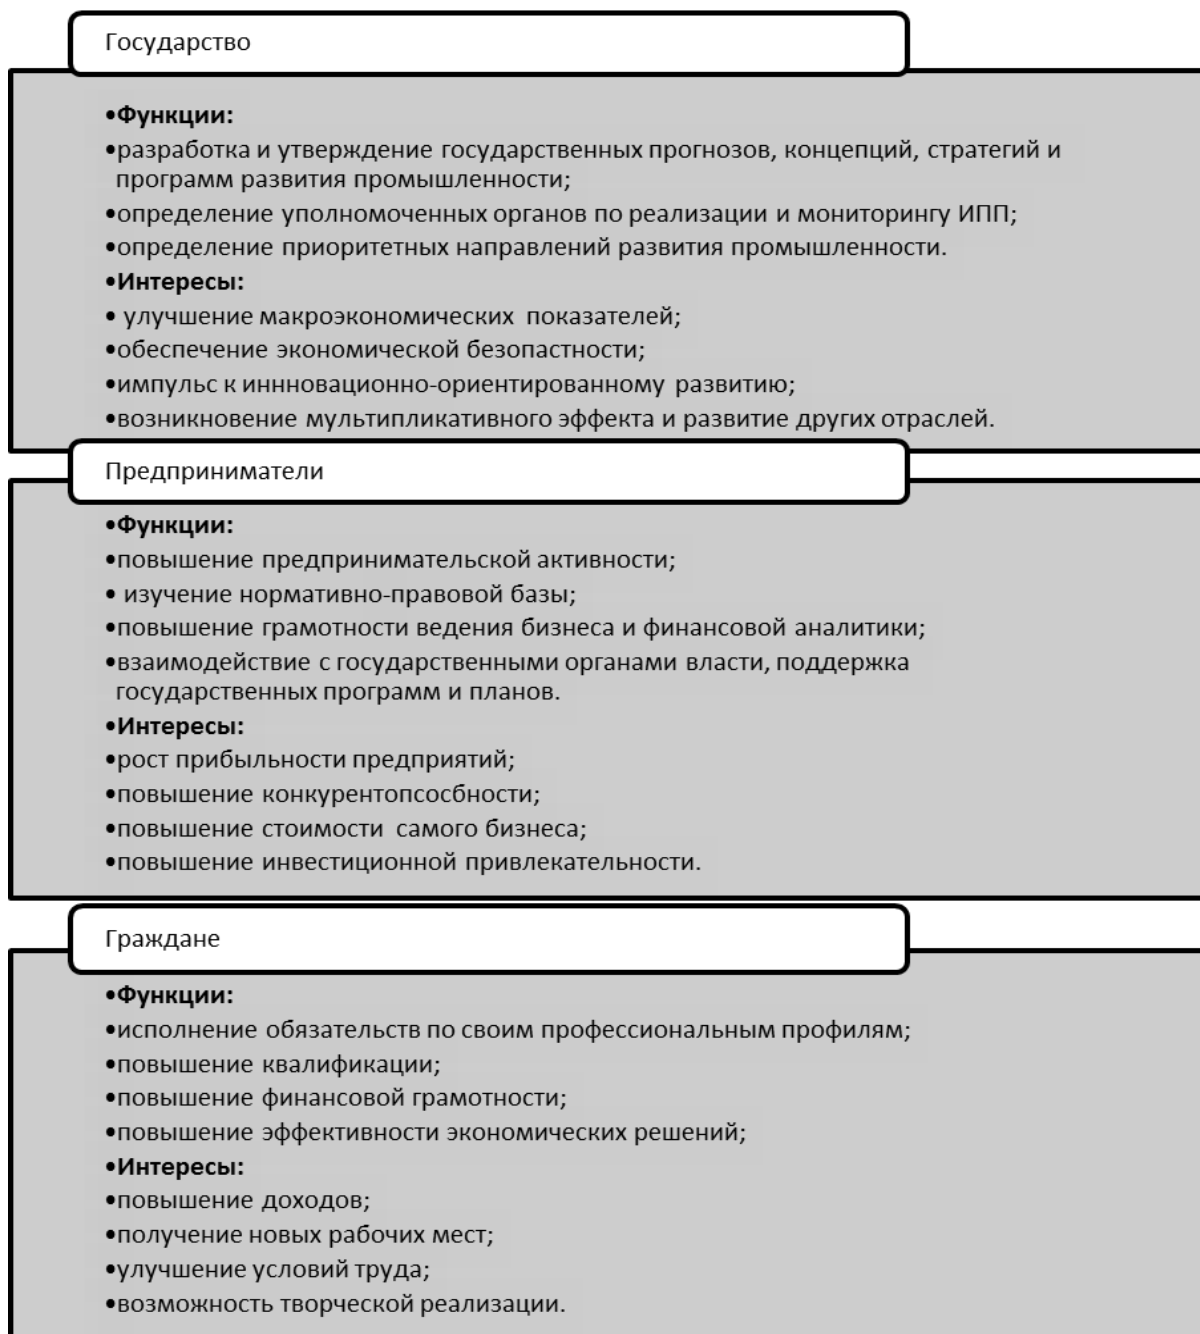 Государство
•Функции:
•разработка и утверждение государственных прогнозов, концепций, стратегий и
программ развития промышленности;
•определение уполномоченных органов по реализации и мониторингу ИПП;
•определение приоритетных направлений развития промышленности.
•Интересы:
• улучшение макроэкономических показателей;
•обеспечение экономической безопастности;
•импульс к иннновационно-ориентированному развитию;
•возникновение мультипликативного эффекта и развитие других отраслей.
Предприниматели
•Функции:
•повышение предпринимательской активности;
• изучение нормативно-правовой базы;
•повышение грамотности ведения бизнеса и финансовой аналитики;
•взаимодействие с государственными органами власти, поддержка
государственных программ и планов.
•Интересы:
•рост прибыльности предприятий;
•повышение конкурентопсосбности;
•повышение стоимости самого бизнеса;
•повышение инвестиционной привлекательности.
Граждане
•Функции:
•исполнение обязательств по своим профессиональным профилям;
•повышение квалификации;
•повышение финансовой грамотности;
•повышение эффективности экономических решений;
•Интересы:
•повышение доходов;
•получение новых рабочих мест;
•улучшение условий труда;
•возможность творческой реализации.